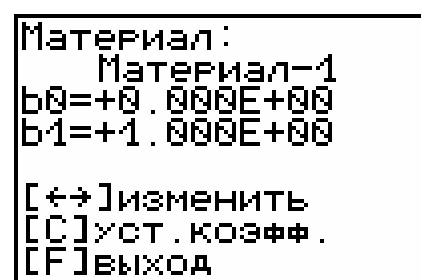 Материал:
Материал-1
b0=+0.000E+00
b1=+1.000E+00
[←→]изменить
[C]уст.коэфф.
[F]выход